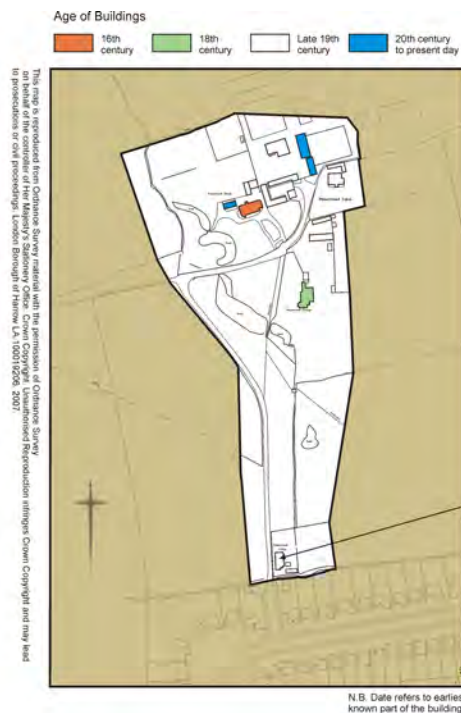 Age of Buildings
16th
century
18th
century
Late 19th
century
20th century
to present day
This map is reproduced from Ordnance Survey material with the permission of Ordnance Survey
on behalf of the controller of Her Majesty's Stationery Office. Crown Copyright. Unauthorised Reproduction infringes Crown Copyright and may lead
to prosecutions or civil proceedings. London Borough of Harrow LA.100019206. 2007.
N.B. Date refers to earlies
known part of the building